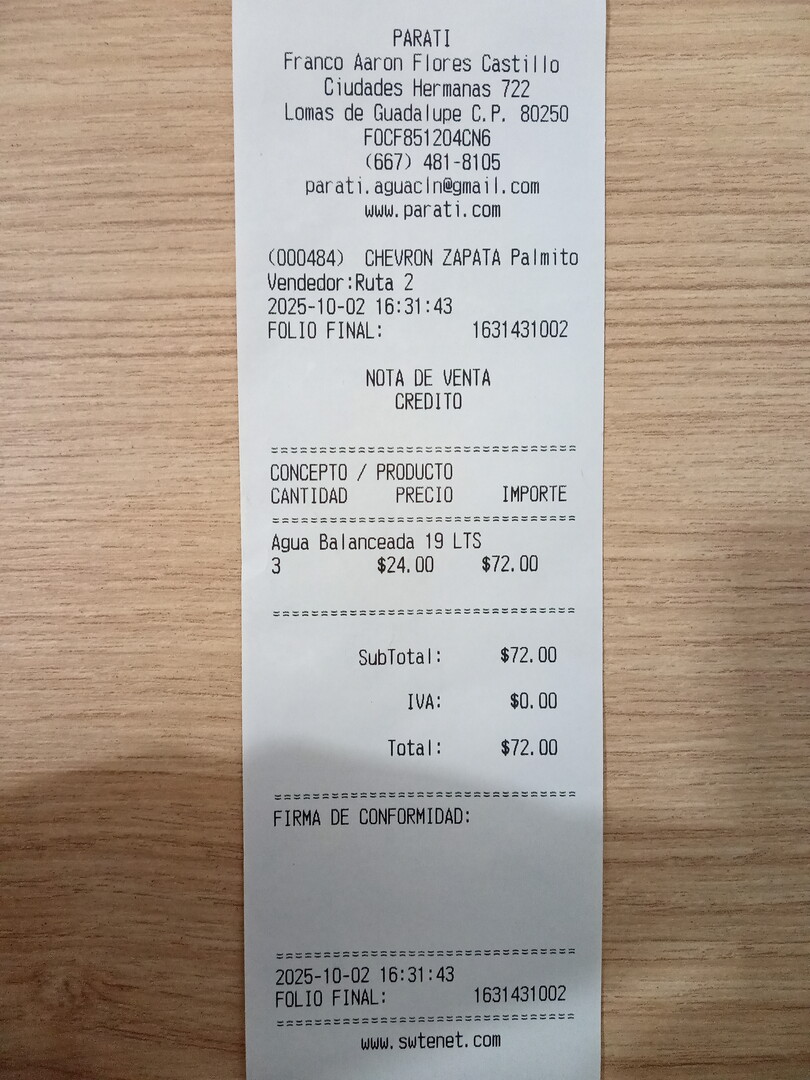 PARATI
Franco Aaron Flores Castillo
Ciudades Hermanas 722
Lomas de Guadalupe C.P. 80250
FOCF851204CN6
(667) 481-8105
parati.aguacln@gmail.com
www.parati.com
(000484) CHEVRON ZAPATA Palmito
Vendedor:Ruta 2
2025-10-02 16:31:43
FOLIO FINAL: 1631431002
NOTA DE VENTA
CREDITO
================================
CONCEPTO / PRODUCTO
CANTIDAD PRECIO IMPORTE
================================
Agua Balanceada 19 LTS
3 $24.00 $72.00
================================
SubTotal: $72.00
IVA: $0.00
Total: $72.00
================================
FIRMA DE CONFORMIDAD:
================================
2025-10-02 16:31:43
FOLIO FINAL: 1631431002
================================
www.swtenet.com